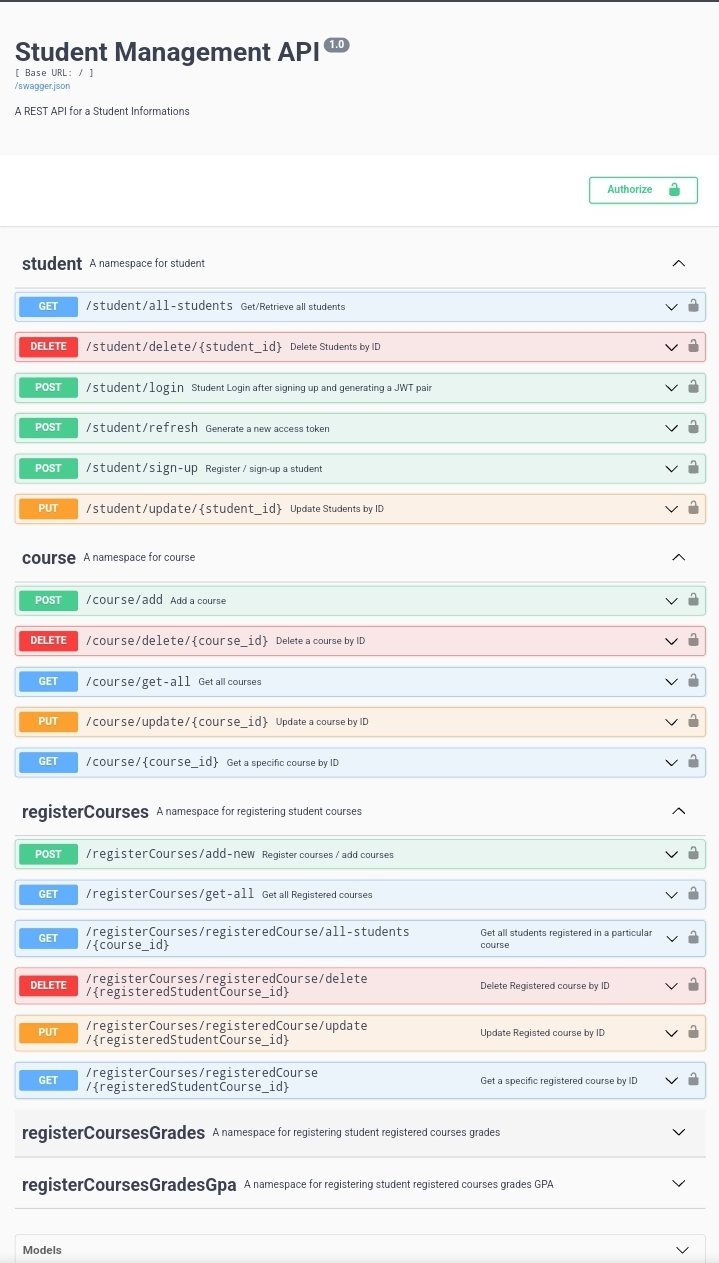 Student Management API 1.0
[ Base URL: / ]
/swagger.json
A REST API for a Student Informations
Authorize
student A namespace for student
GET /student/all-students Get/Retrieve all students
DELETE /student/delete/{student_id} Delete Students by ID
POST /student/login Student Login after signing up and generating a JWT pair
POST /student/refresh Generate a new access token
POST /student/sign-up Register / sign-up a student
PUT /student/update/{student_id} Update Students by ID
course A namespace for course
POST /course/add Add a course
DELETE /course/delete/{course_id} Delete a course by ID
GET /course/get-all Get all courses
PUT /course/update/{course_id} Update a course by ID
GET /course/{course_id} Get a specific course by ID
registerCourses A namespace for registering student courses
POST /registerCourses/add-new Register courses / add courses
GET /registerCourses/get-all Get all Registered courses
GET /registerCourses/registeredCourse/all-students Get all students registered in a particular
/{course_id} course
DELETE /registerCourses/registeredCourse/delete
/{registeredStudentCourse_id} Delete Registered course by ID
PUT /registerCourses/registeredCourse/update
/{registeredStudentCourse_id} Update Registed course by ID
GET /registerCourses/registeredCourse
/{registeredStudentCourse_id} Get a specific registered course by ID
registerCoursesGrades A namespace for registering student registered courses grades
registerCoursesGradesGpa A namespace for registering student registered courses grades GPA
Models